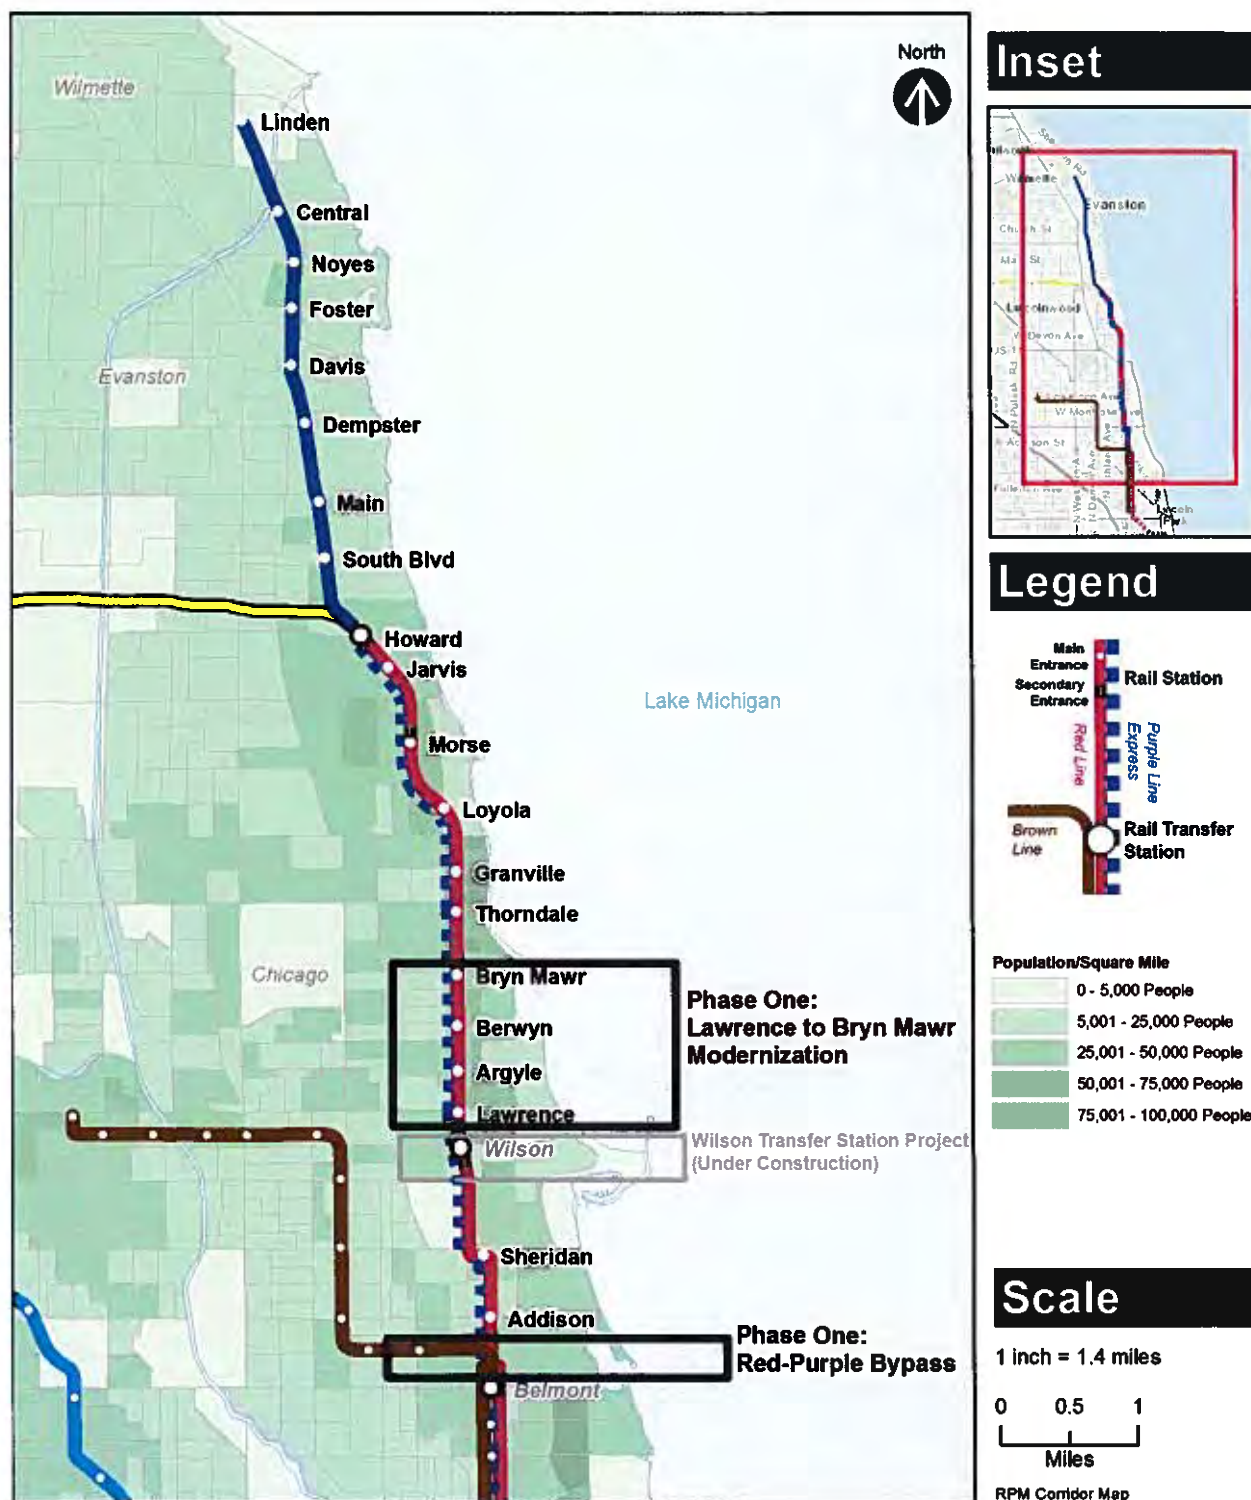 North
Wilmette
Linden
Central
Noyes
Foster
Davis
Evanston
Dempster
Main
South Blvd
Howard
Jarvis
Lake Michigan
Morse
Loyola
Granville
Thorndale
Chicago
Bryn Mawr
Berwyn
Argyle
Lawrence
Phase One:
Lawrence to Bryn Mawr
Modernization
Wilson
Wilson Transfer Station Project
(Under Construction)
Sheridan
Addison
Phase One:
Red-Purple Bypass
Belmont
Inset
Evanston
Church St
Lincolnwood
W Devon Ave
Legend
Main
Entrance
Secondary
Entrance
Rail Station
Red Line
Purple Line
Express
Brown
Line
Rail Transfer
Station
Population/Square Mile
0 - 5,000 People
5,001 - 25,000 People
25,001 - 50,000 People
50,001 - 75,000 People
75,001 - 100,000 People
Scale
1 inch = 1.4 miles
0 0.5 1
Miles
RPM Corridor Map